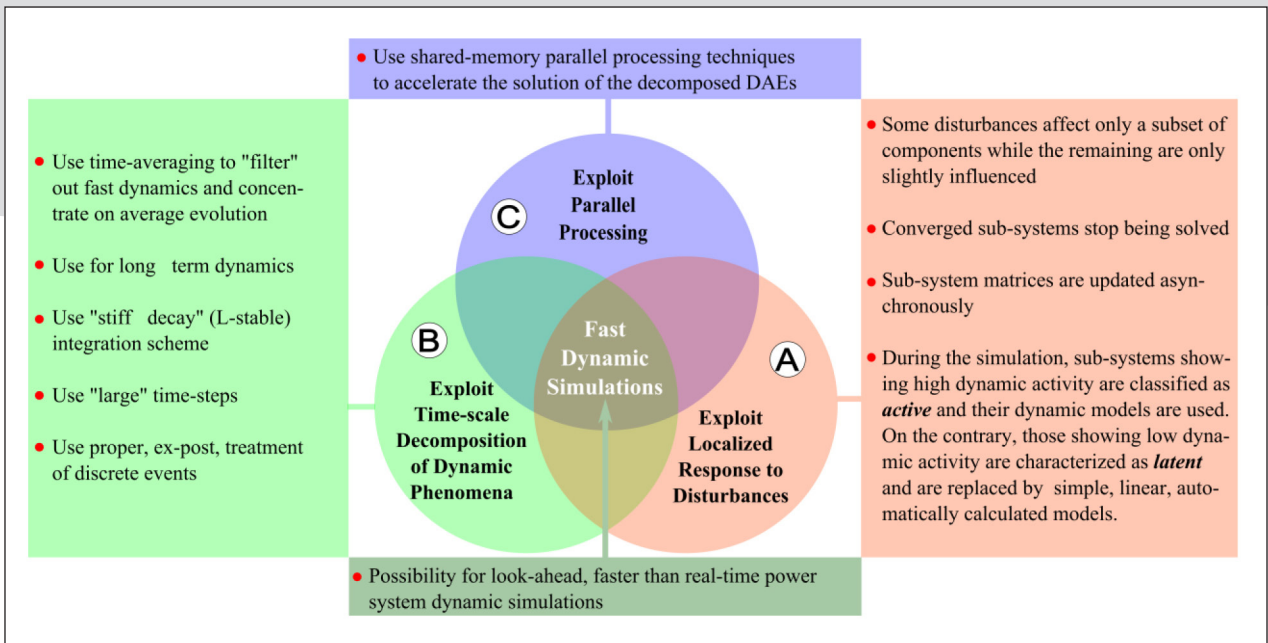 ● Use shared-memory parallel processing techniques
to accelerate the solution of the decomposed DAEs
● Use time-averaging to "filter"
out fast dynamics and concen-
trate on average evolution
● Use for long term dynamics
● Use "stiff decay" (L-stable)
integration scheme
● Use "large" time-steps
● Use proper, ex-post, treatment
of discrete events
C
Exploit
Parallel
Processing
B
Exploit
Time-scale
Decomposition
of Dynamic
Phenomena
Fast
Dynamic
Simulations
A
Exploit
Localized
Response to
Disturbances
● Some disturbances affect only a subset of
components while the remaining are only
slightly influenced
● Converged sub-systems stop being solved
● Sub-system matrices are updated asyn-
chronously
● During the simulation, sub-systems show-
ing high dynamic activity are classified as
active and their dynamic models are used.
On the contrary, those showing low dyna-
mic activity are characterized as latent
and are replaced by simple, linear, auto-
matically calculated models.
● Possibility for look-ahead, faster than real-time power
system dynamic simulations